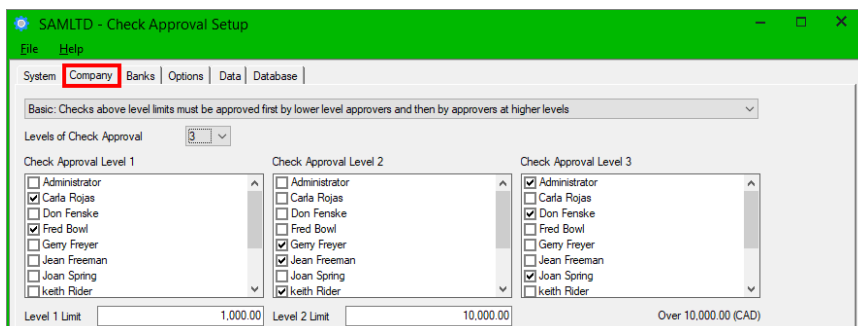 SAMLTD - Check Approval Setup
File Help
System Company Banks Options Data Database
Basic: Checks above level limits must be approved first by lower level approvers and then by approvers at higher levels
Levels of Check Approval 3
Check Approval Level 1 Check Approval Level 2 Check Approval Level 3
Administrator Administrator Administrator
Carla Rojas Carla Rojas Carla Rojas
Don Fenske Don Fenske Don Fenske
Fred Bowl Fred Bowl Fred Bowl
Gerry Freyer Gerry Freyer Gerry Freyer
Jean Freeman Jean Freeman Jean Freeman
Joan Spring Joan Spring Joan Spring
keith Rider keith Rider keith Rider
Level 1 Limit 1,000.00 Level 2 Limit 10,000.00 Over 10,000.00 (CAD)